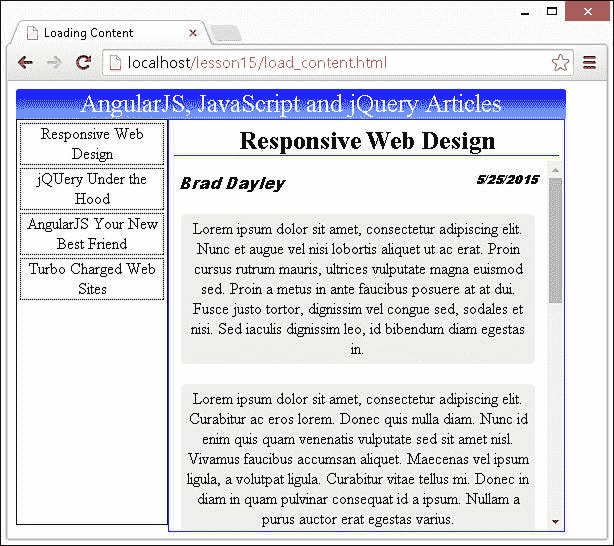 Loading Content
localhost/lesson15/load_content.html
AngularJS, JavaScript and jQuery Articles
Responsive Web
Design
jQUery Under the
Hood
AngularJS Your New
Best Friend
Turbo Charged Web
Sites
Responsive Web Design
Brad Dayley
5/25/2015
Lorem ipsum dolor sit amet, consectetur adipiscing elit.
Nunc et augue vel nisi lobortis aliquet ut ac erat. Proin
cursus rutrum mauris, ultrices vulputate magna euismod
sed. Proin a metus in ante faucibus posuere at at dui.
Fusce justo tortor, dignissim vel congue sed, sodales et
nisi. Sed iaculis dignissim leo, id bibendum diam egestas
in.
Lorem ipsum dolor sit amet, consectetur adipiscing elit.
Curabitur ac eros lorem. Donec quis nulla diam. Nunc id
enim quis quam venenatis vulputate sed sit amet nisl.
Vivamus faucibus accumsan aliquet. Maecenas vel ipsum
ligula, a volutpat ligula. Curabitur vitae tellus mi. Donec in
diam in quam pulvinar consequat id a ipsum. Nullam a
purus auctor erat egestas varius.